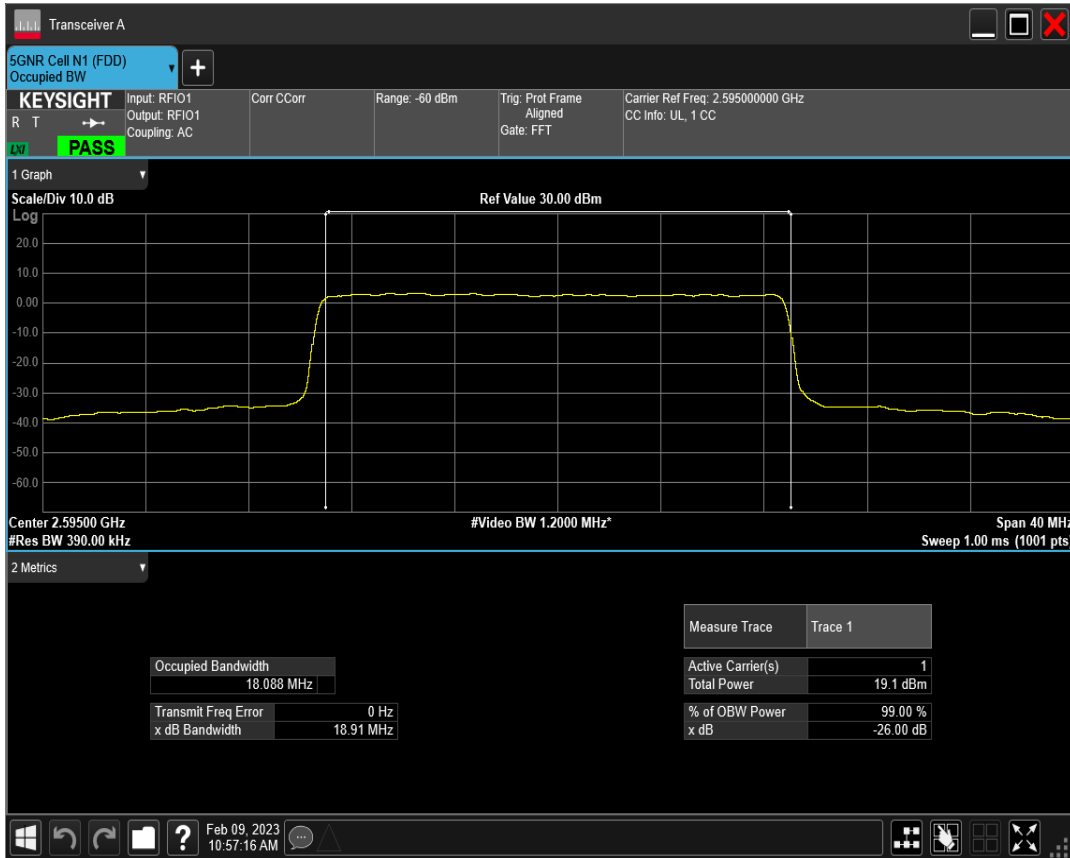 Transceiver A
5GNR Cell N1 (FDD)
Occupied BW
+
KEYSIGHT
R T
LXI
PASS
Input: RFIO1
Output: RFIO1
Coupling: AC
Corr CCorr
Range: -60 dBm
Trig: Prot Frame
Aligned
Gate: FFT
Carrier Ref Freq: 2.595000000 GHz
CC Info: UL, 1 CC
1 Graph
Scale/Div 10.0 dB
Ref Value 30.00 dBm
Log
20.0
10.0
0.00
-10.0
-20.0
-30.0
-40.0
-50.0
-60.0
Center 2.59500 GHz
#Video BW 1.2000 MHz*
Span 40 MHz
#Res BW 390.00 kHz
Sweep 1.00 ms (1001 pts)
2 Metrics
Measure Trace Trace 1
Occupied Bandwidth
18.088 MHz
Active Carrier(s) 1
Total Power 19.1 dBm
Transmit Freq Error 0 Hz
x dB Bandwidth 18.91 MHz
% of OBW Power 99.00 %
x dB -26.00 dB
?
Feb 09, 2023
10:57:16 AM